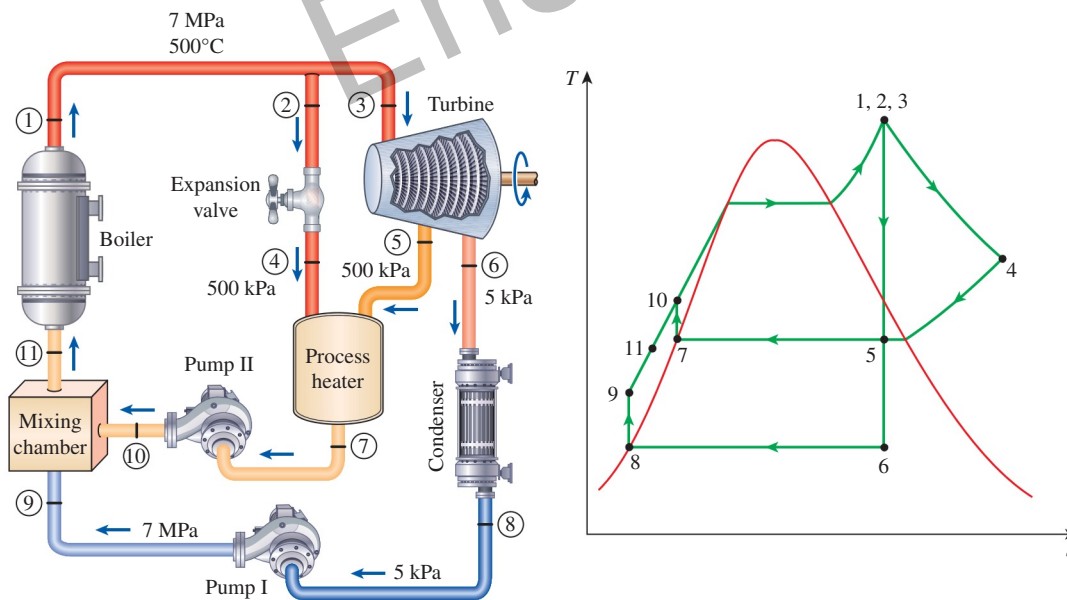 7 MPa
500°C
1
2
3
Turbine
Expansion
valve
Boiler
4
5
500 kPa
500 kPa
6
5 kPa
11
Pump II
Process
heater
Condenser
Mixing
chamber
10
7
9
7 MPa
8
Pump I
5 kPa
T
1, 2, 3
4
10
11
7
5
9
8
6